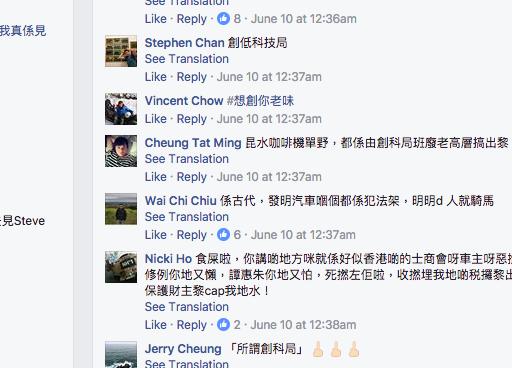 See Translation
Like · Reply · 8 · June 10 at 12:36am
我真係見
Stephen Chan 創低科技局
See Translation
Like · Reply · June 10 at 12:37am
Vincent Chow #想創你老味
Like · Reply · June 10 at 12:37am
Cheung Tat Ming 昆水咖啡機單野，都係由創科局班廢老高層搞出黎
See Translation
Like · Reply · June 10 at 12:37am
Wai Chi Chiu 係古代，發明汽車嗰個都係犯法架，明明d 人就騎馬
See Translation
見Steve
Like · Reply · 6 · June 10 at 12:37am
Nicki Ho 食屎啦，你講啲地方咪就係好似香港啲的士商會呀車主呀惡
修例你地又懶，譚惠朱你地又怕，死撚左佢啦，收撚埋我地啲税攞黎
保護財主黎cap我地水！
See Translation
Like · Reply · 2 · June 10 at 12:38am
Jerry Cheung 「所謂創科局」
See Translation